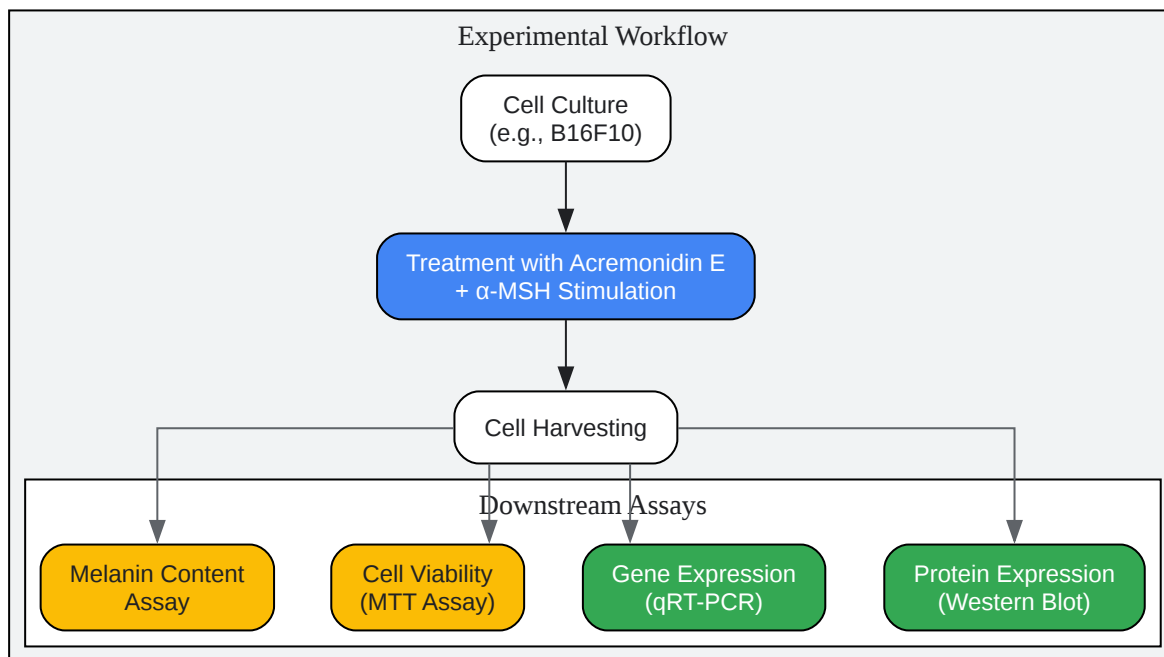 Experimental Workflow
Cell Culture
(e.g., B16F10)
Treatment with Acremonidin E
+ α-MSH Stimulation
Cell Harvesting
Downstream Assays
Melanin Content
Assay
Cell Viability
(MTT Assay)
Gene Expression
(qRT-PCR)
Protein Expression
(Western Blot)